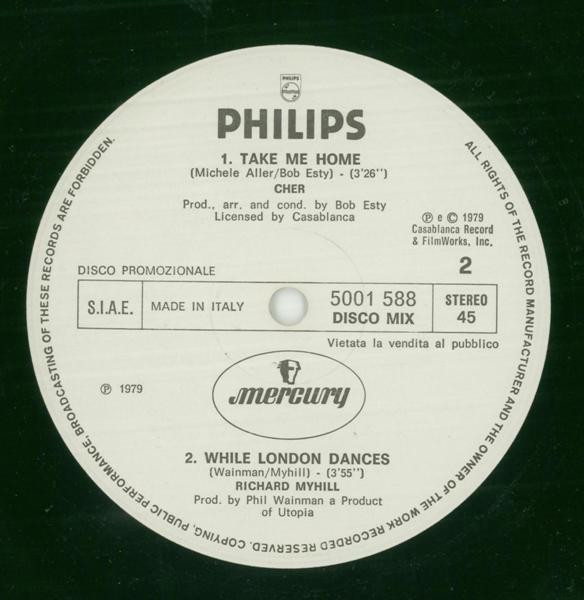 PHILIPS
PHILIPS
1. TAKE ME HOME
(Michele Aller/Bob Esty) - (3'26'')
CHER
Prod., arr. and cond. by Bob Esty
Licensed by Casablanca
℗ e © 1979
Casablanca Record
& FilmWorks, Inc.
DISCO PROMOZIONALE
2
S.I.A.E.
MADE IN ITALY
5001 588
DISCO MIX
STEREO
45
Vietata la vendita al pubblico
℗ 1979
mercury
2. WHILE LONDON DANCES
(Wainman/Myhill) - (3'55'')
RICHARD MYHILL
Prod. by Phil Wainman a Product
of Utopia
ALL RIGHTS OF THE RECORD MANUFACTURER AND THE OWNER OF THE WORK RECORDED RESERVED. COPYING, PUBLIC PERFORMANCE, BROADCASTING OF THESE RECORDS ARE FORBIDDEN.